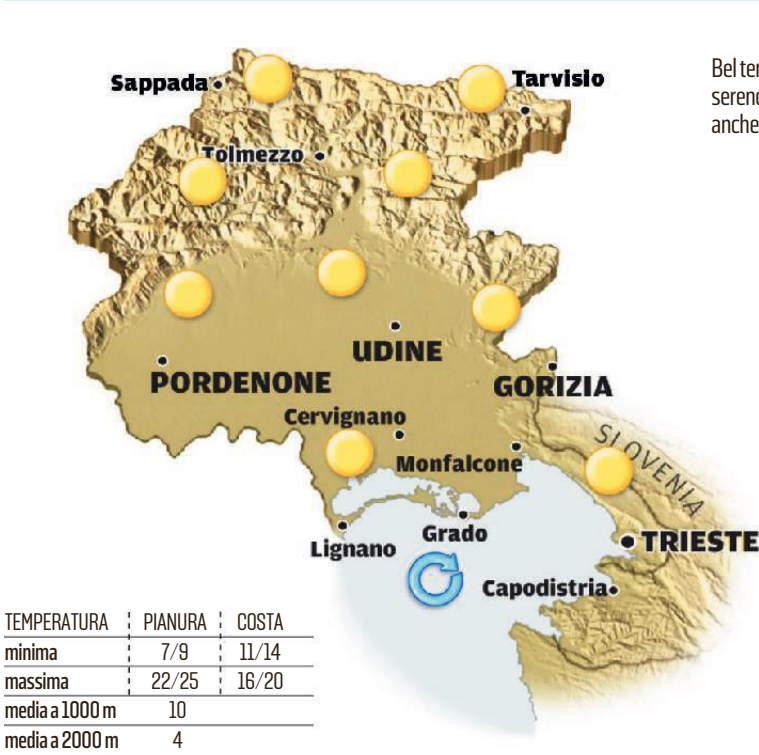 Sappada
Tarvisio
Bel
seren
anche
Tolmezzo
UDINE
PORDENONE
GORIZIA
Cervignano
SLOVENIA
Monfalcone
Grado
Lignano
TRIESTE
Capodistria
TEMPERATURA PIANURA COSTA
minima 7/9 11/14
massima 22/25 16/20
media a 1000 m 10
media a 2000 m 4